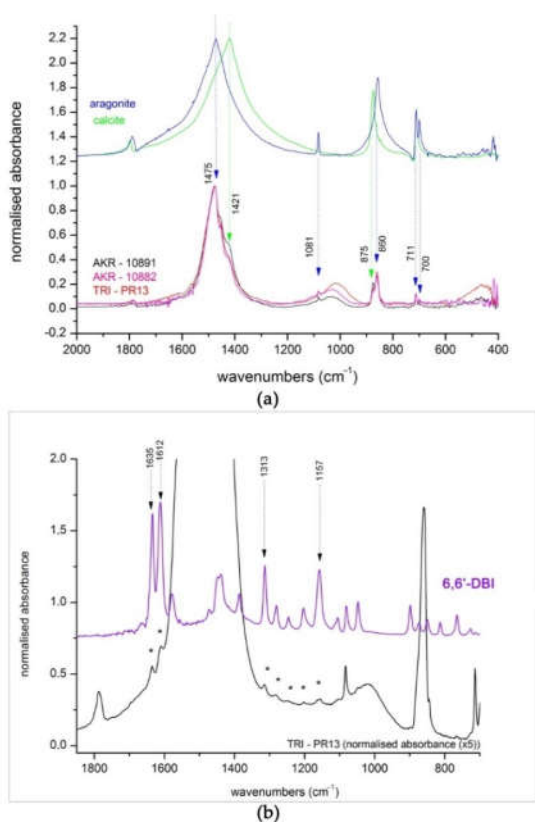 2.2
2.0
1.8
1.6
1.4
1.2
1.0
0.8
0.6
0.4
0.2
0.0
-0.2
normalised absorbance
aragonite
calcite
1475
1421
1081
875
860
711
700
AKR - 10891
AKR - 10882
TRI - PR13
2000 1800 1600 1400 1200 1000 800 600 400
wavenumbers (cm⁻¹)
(a)
2.0
1.5
1.0
0.5
0.0
normalised absorbance
1635
1612
1313
1157
6,6'-DBI
* * * * * * *
TRI - PR13 (normalised absorbance (x5))
1800 1600 1400 1200 1000 800
wavenumbers (cm⁻¹)
(b)